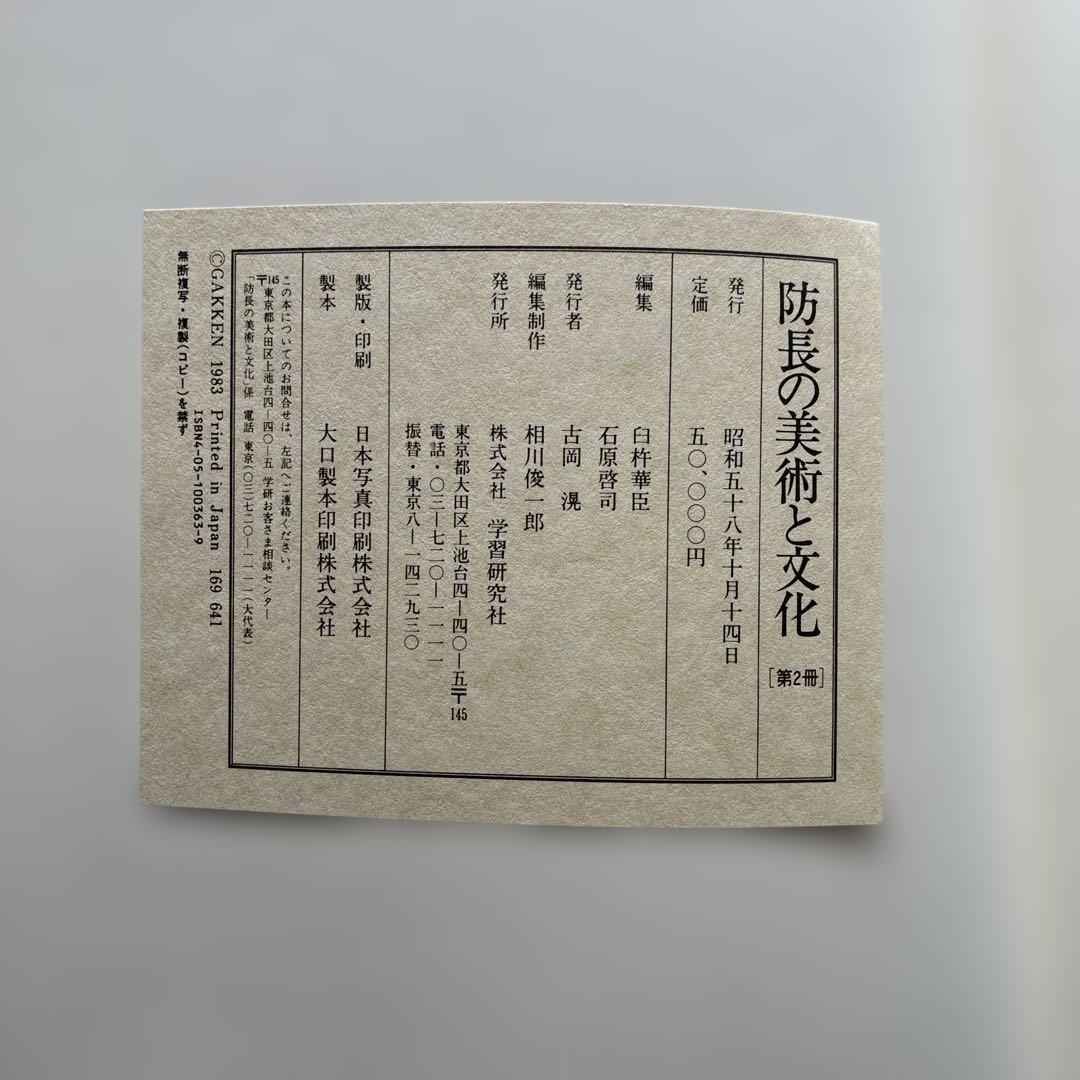 防長の美術と文化［第2冊］
発行 昭和五十八年十月十四日
定価 五〇、〇〇〇円
編集 臼杵華臣
石原啓司
発行者 古岡 滉
編集制作 相川俊一郎
発行所 株式会社 学習研究社
東京都大田区上池台四―四〇―五〒145
電話・〇三―七二〇―一一一一
振替・東京八―一四二九三〇
製版・印刷 日本写真印刷株式会社
製本 大口製本印刷株式会社
この本についてのお問合せは、左記へご連絡ください。
〒145東京都大田区上池台四―四〇―五 学研お客さま相談センター
「防長の美術と文化」係 電話 東京(〇三)七二〇―一一一一(大代表)
©GAKKEN 1983 Printed in Japan 169 641
ISBN4-05-100363-9
無断複写・複製(コピー)を禁ず